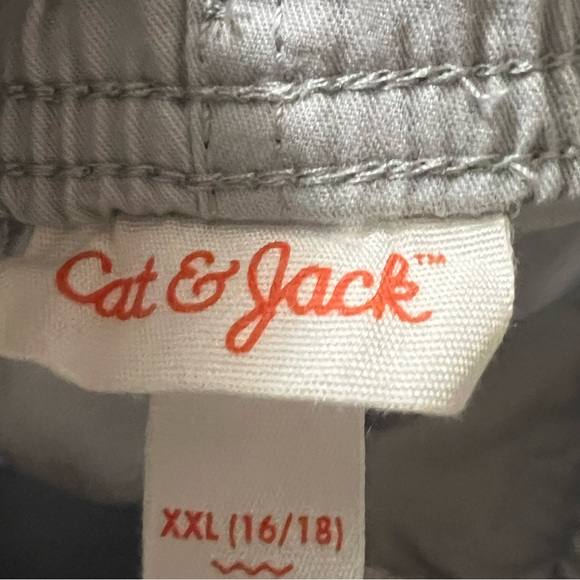 Cat & Jack™
XXL (16/18)